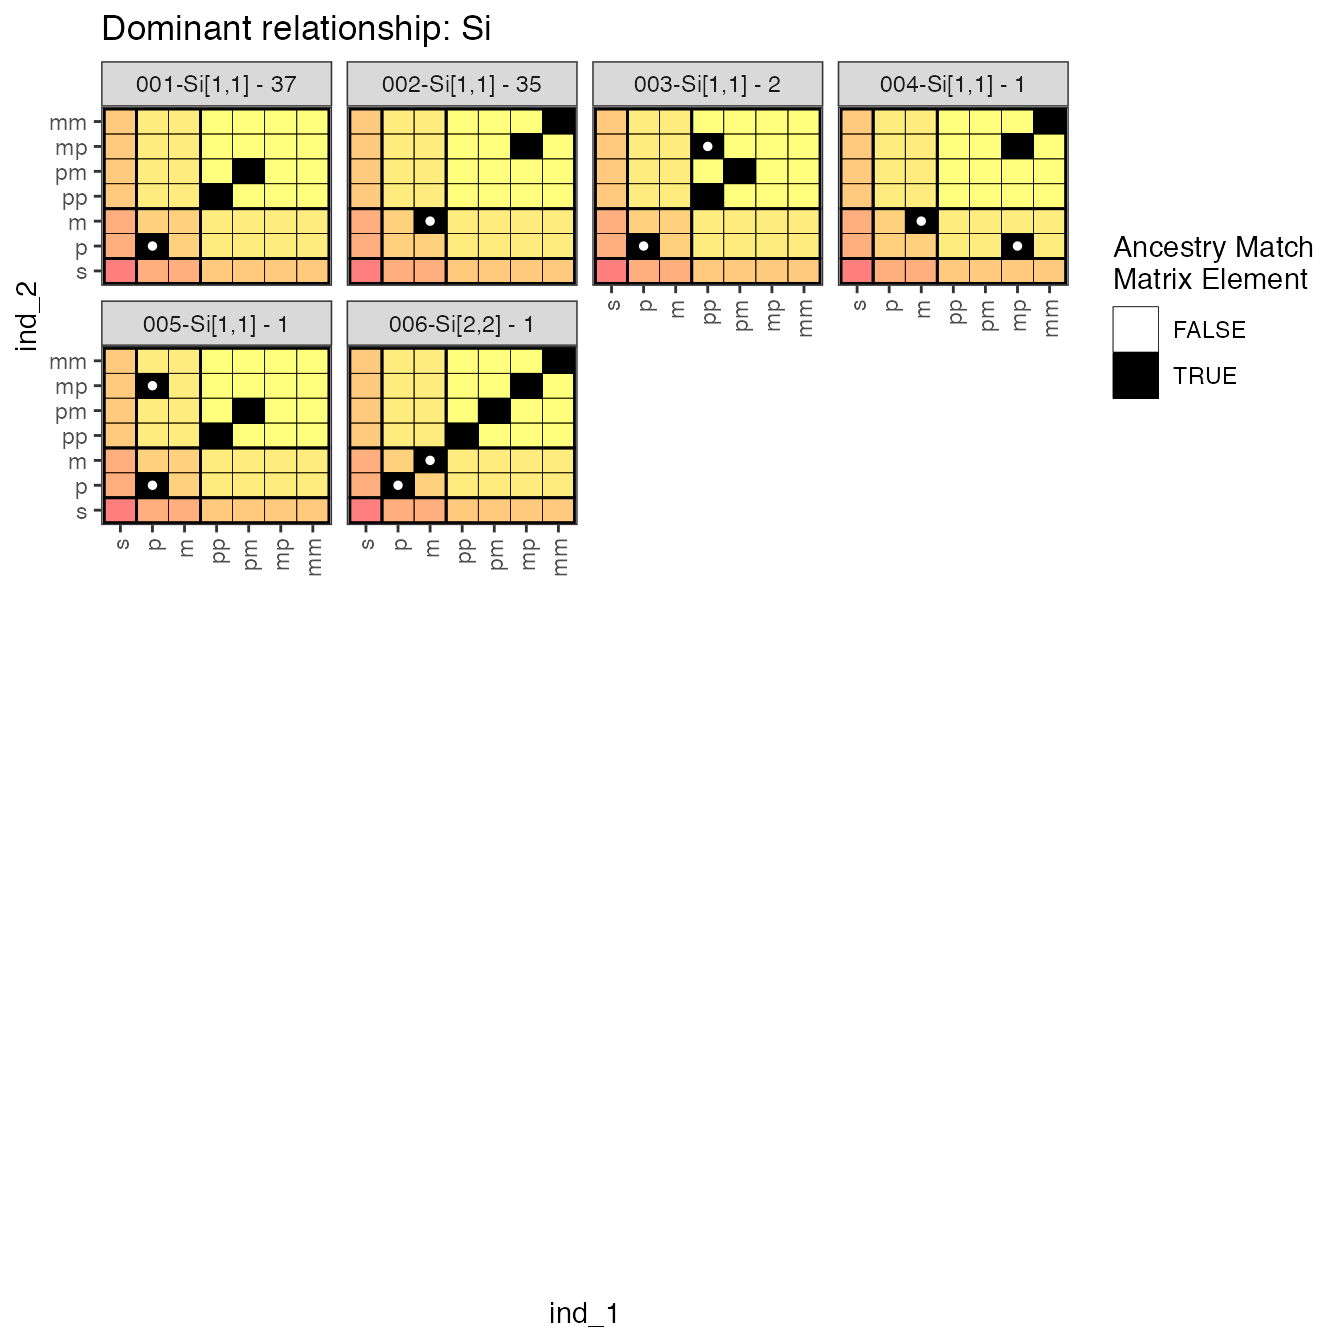 Dominant relationship: Si
001-Si[1,1] - 37
002-Si[1,1] - 35
003-Si[1,1] - 2
004-Si[1,1] - 1
mm
mp
pm
pp
m
p
s
s
p
m
pp
pm
mp
mm
s
p
m
pp
pm
mp
mm
005-Si[1,1] - 1
006-Si[2,2] - 1
mm
mp
pm
pp
m
p
s
s
p
m
pp
pm
mp
mm
s
p
m
pp
pm
mp
mm
ind_2
ind_1
Ancestry Match
Matrix Element
FALSE
TRUE